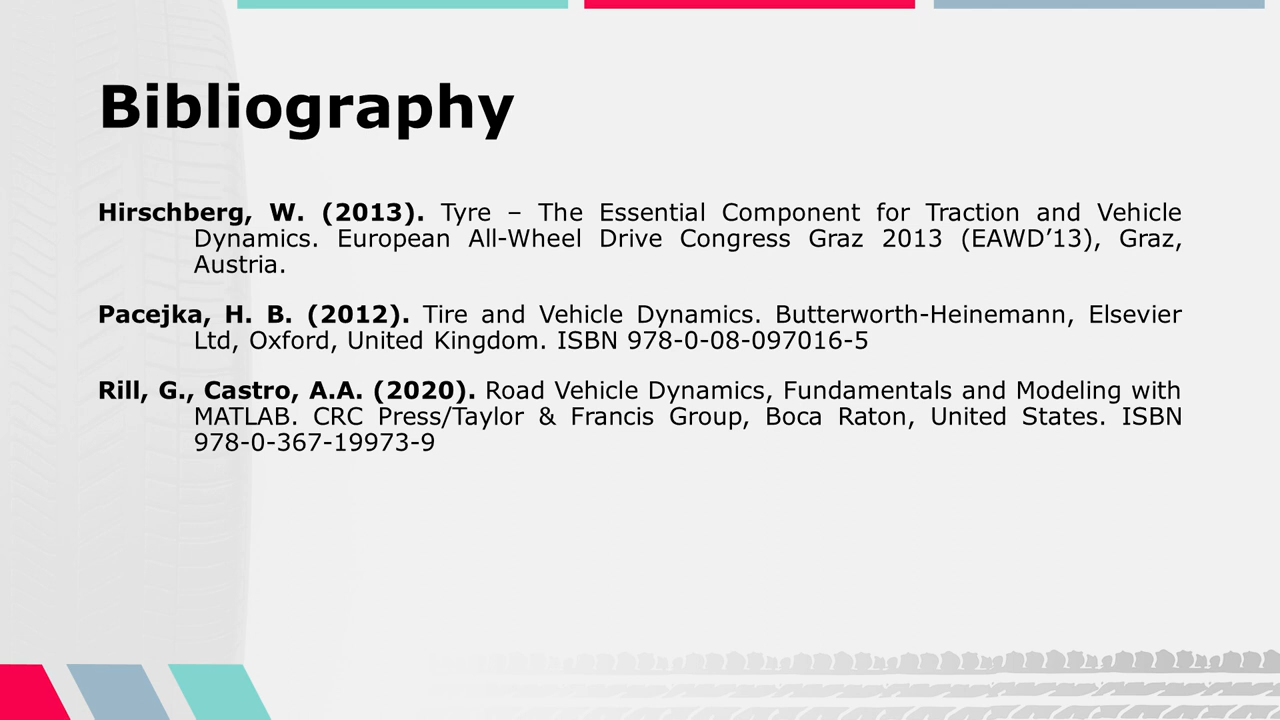 Bibliography
Hirschberg, W. (2013). Tyre – The Essential Component for Traction and Vehicle
Dynamics. European All-Wheel Drive Congress Graz 2013 (EAWD’13), Graz,
Austria.
Pacejka, H. B. (2012). Tire and Vehicle Dynamics. Butterworth-Heinemann, Elsevier
Ltd, Oxford, United Kingdom. ISBN 978-0-08-097016-5
Rill, G., Castro, A.A. (2020). Road Vehicle Dynamics, Fundamentals and Modeling with
MATLAB. CRC Press/Taylor & Francis Group, Boca Raton, United States. ISBN
978-0-367-19973-9